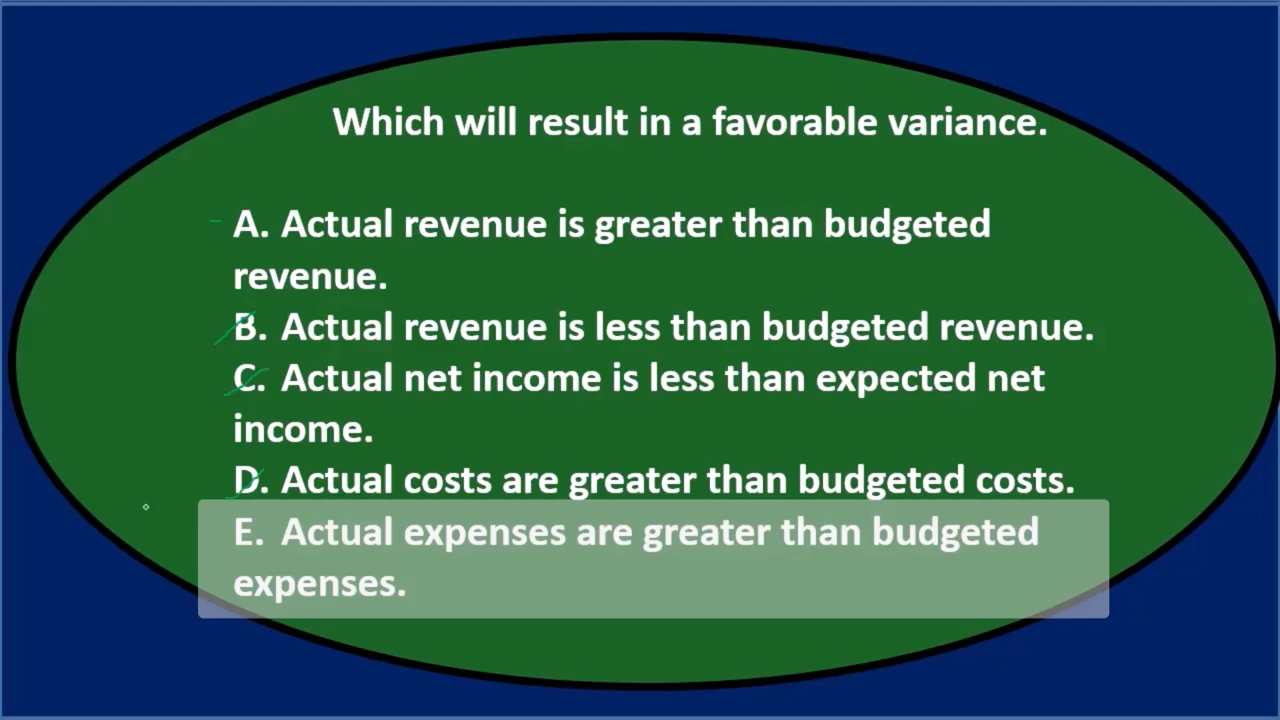 Which will result in a favorable variance.
A. Actual revenue is greater than budgeted
revenue.
B. Actual revenue is less than budgeted revenue.
C. Actual net income is less than expected net
income.
D. Actual costs are greater than budgeted costs.
E. Actual expenses are greater than budgeted
expenses.